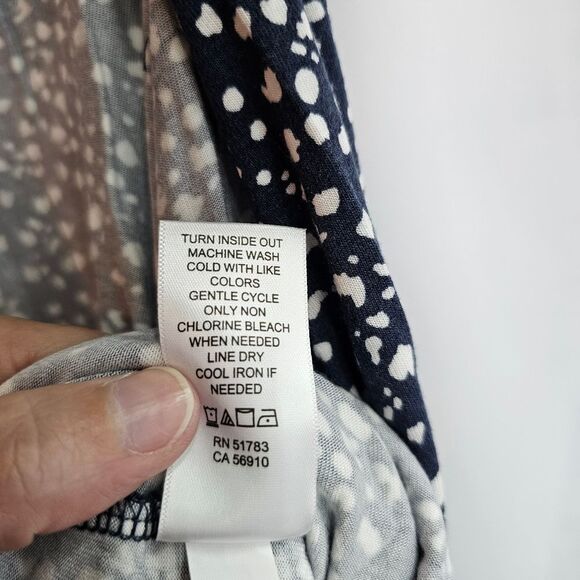 TURN INSIDE OUT
MACHINE WASH
COLD WITH LIKE
COLORS
GENTLE CYCLE
ONLY NON
CHLORINE BLEACH
WHEN NEEDED
LINE DRY
COOL IRON IF
NEEDED
RN 51783
CA 56910